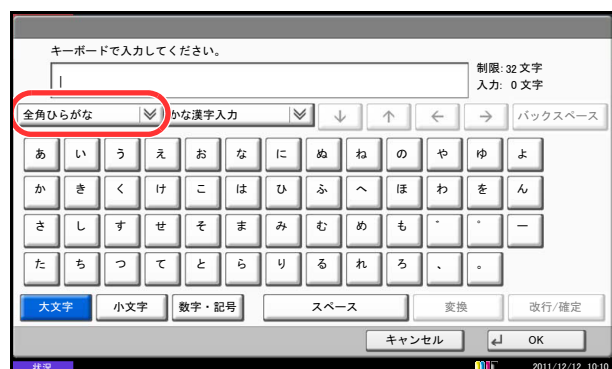 キーボードで入力してください。
制限: 32 文字
入力: 0 文字
全角ひらがな かな漢字入力 ↓ ↑ ← → バックスペース
あ い う え お な に ぬ ね の や ゆ よ
か き く け こ は ひ ふ へ ほ わ を ん
さ し す せ そ ま み む め も ゛ ゜ ー
た ち つ て と ら り る れ ろ 、 。
大文字 小文字 数字・記号 スペース 変換 改行/確定
キャンセル OK
状況 2011/12/12 10:10